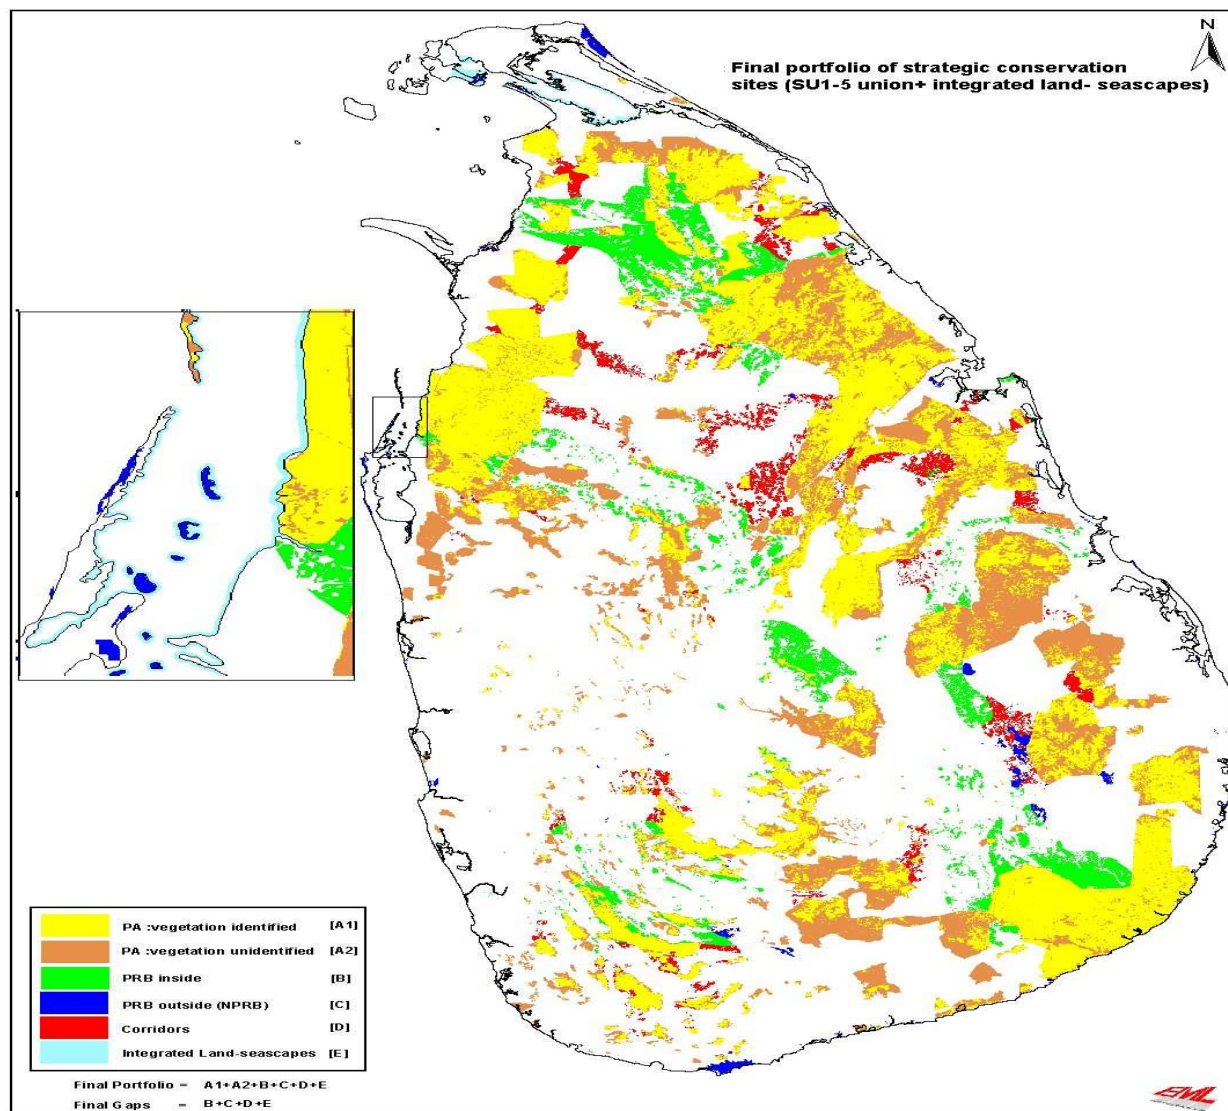 N
Final portfolio of strategic conservation
sites (SU1-5 union+ integrated land- seascapes)
PA :vegetation identified [A1]
PA :vegetation unidentified [A2]
PRB inside [B]
PRB outside (NPRB) [C]
Corridors [D]
Integrated Land-seascapes [E]
Final Portfolio = A1+A2+B+C+D+E
Final Gaps = B+C+D+E
EML